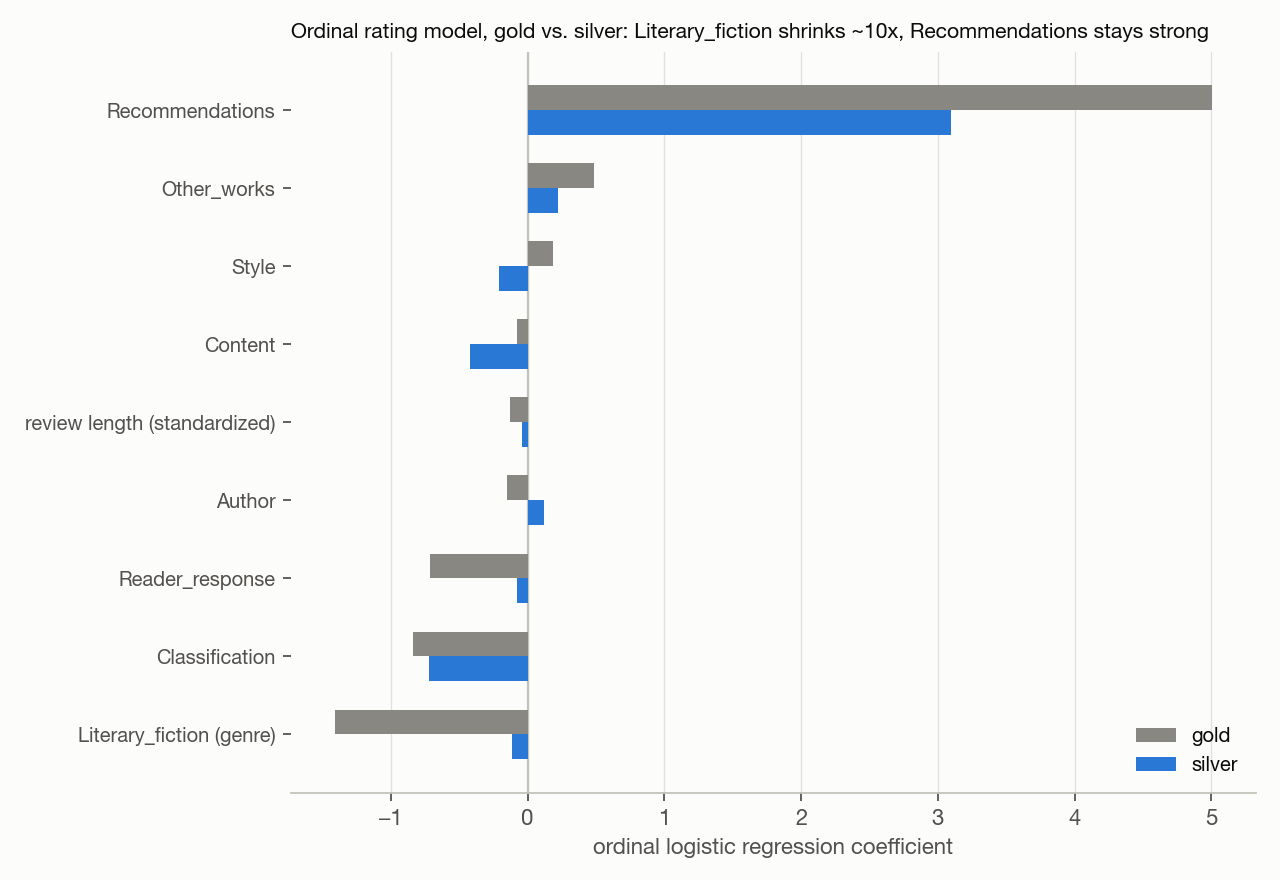 Ordinal rating model, gold vs. silver: Literary_fiction shrinks ~10x, Recommendations stays strong
Recommendations
Other_works
Style
Content
review length (standardized)
Author
Reader_response
Classification
Literary_fiction (genre)
gold
silver
−1 0 1 2 3 4 5
ordinal logistic regression coefficient